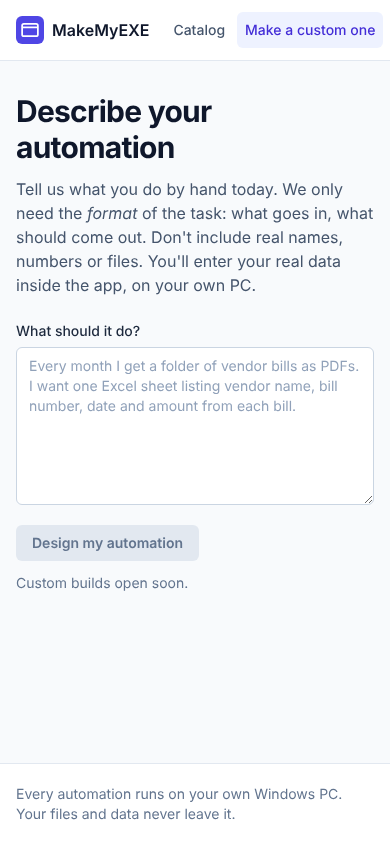 MakeMyEXE
Catalog
Make a custom one
Describe your
automation
Tell us what you do by hand today. We only
need the format of the task: what goes in, what
should come out. Don't include real names,
numbers or files. You'll enter your real data
inside the app, on your own PC.
What should it do?
Every month I get a folder of vendor bills as PDFs.
I want one Excel sheet listing vendor name, bill
number, date and amount from each bill.
Design my automation
Custom builds open soon.
Every automation runs on your own Windows PC.
Your files and data never leave it.